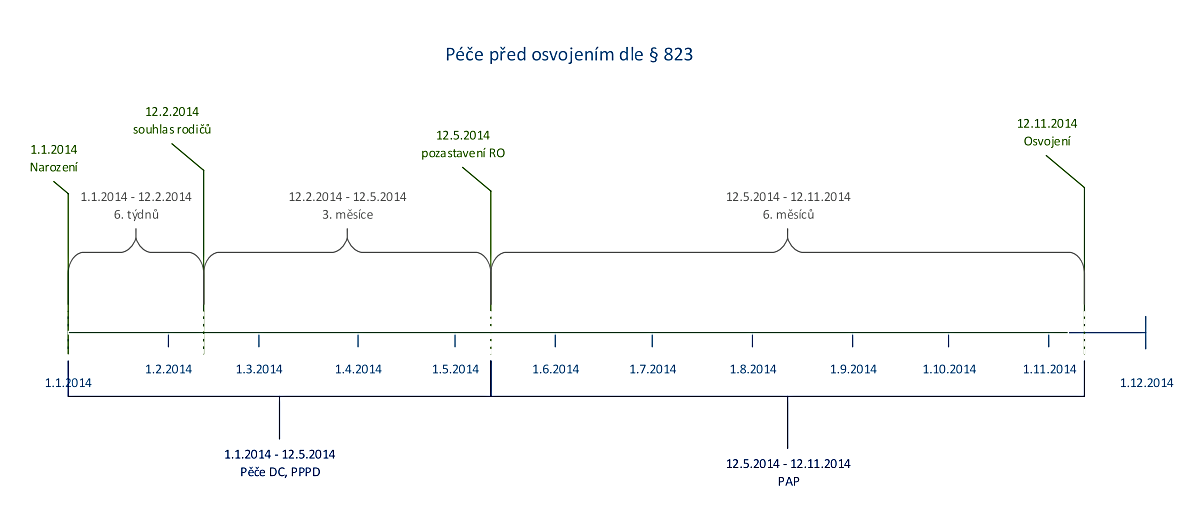 Péče před osvojením dle § 823
12.2.2014
souhlas rodičů
12.5.2014
pozastavení RO
12.11.2014
Osvojení
1.1.2014
Narození
1.1.2014 - 12.2.2014
6. týdnů
12.2.2014 - 12.5.2014
3. měsíce
12.5.2014 - 12.11.2014
6. měsíců
1.2.2014
1.3.2014
1.4.2014
1.5.2014
1.6.2014
1.7.2014
1.8.2014
1.9.2014
1.10.2014
1.11.2014
1.1.2014
1.12.2014
1.1.2014 - 12.5.2014
Pěče DC, PPPD
12.5.2014 - 12.11.2014
PAP